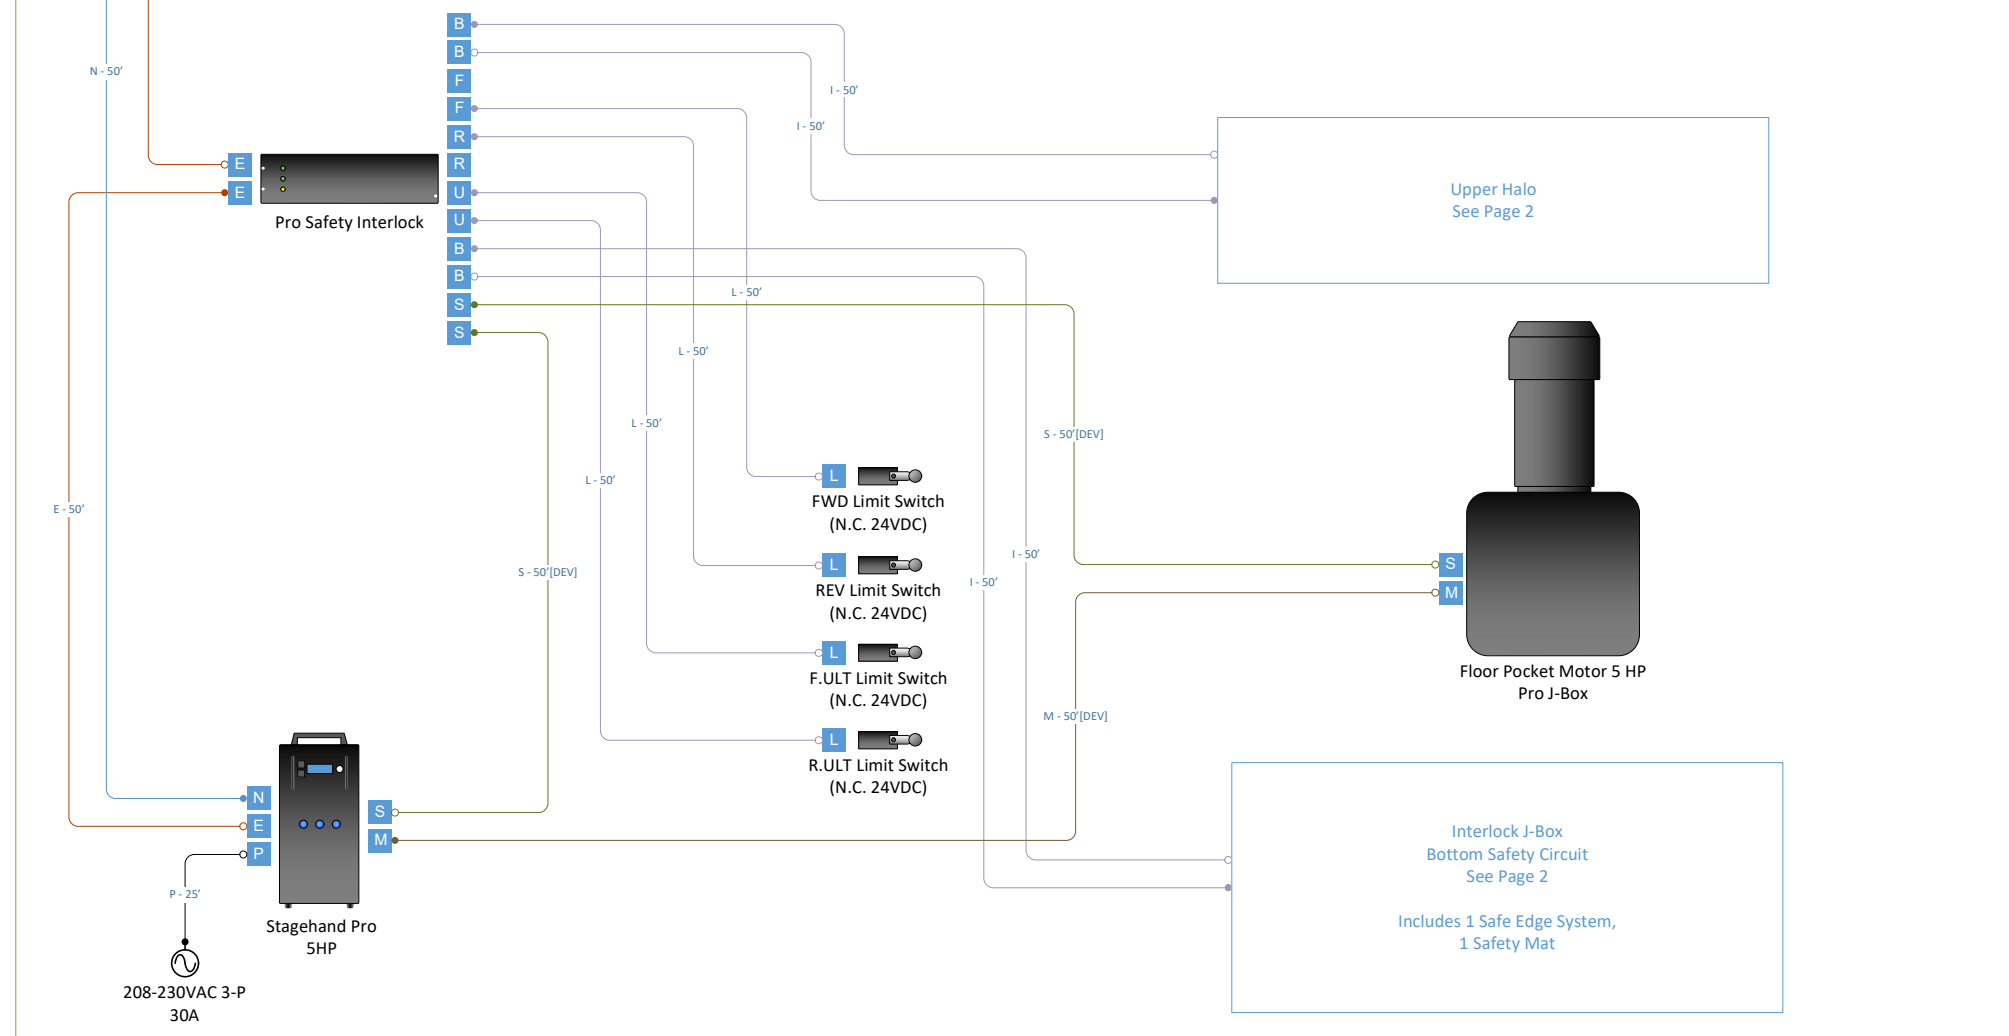 B
B
F
F
R
R
U
U
B
B
S
S
N - 50'
I - 50'
I - 50'
E
E
Pro Safety Interlock
Upper Halo
See Page 2
L - 50'
L - 50'
L - 50'
L - 50'
S - 50'[DEV]
E - 50'
L
FWD Limit Switch
(N.C. 24VDC)
L
REV Limit Switch
(N.C. 24VDC)
L
F.ULT Limit Switch
(N.C. 24VDC)
L
R.ULT Limit Switch
(N.C. 24VDC)
I - 50'
I - 50'
S - 50'[DEV]
S
M
Floor Pocket Motor 5 HP
Pro J-Box
M - 50'[DEV]
N
E
P
S
M
P - 25'
Stagehand Pro
5HP
208-230VAC 3-P
30A
Interlock J-Box
Bottom Safety Circuit
See Page 2
Includes 1 Safe Edge System,
1 Safety Mat